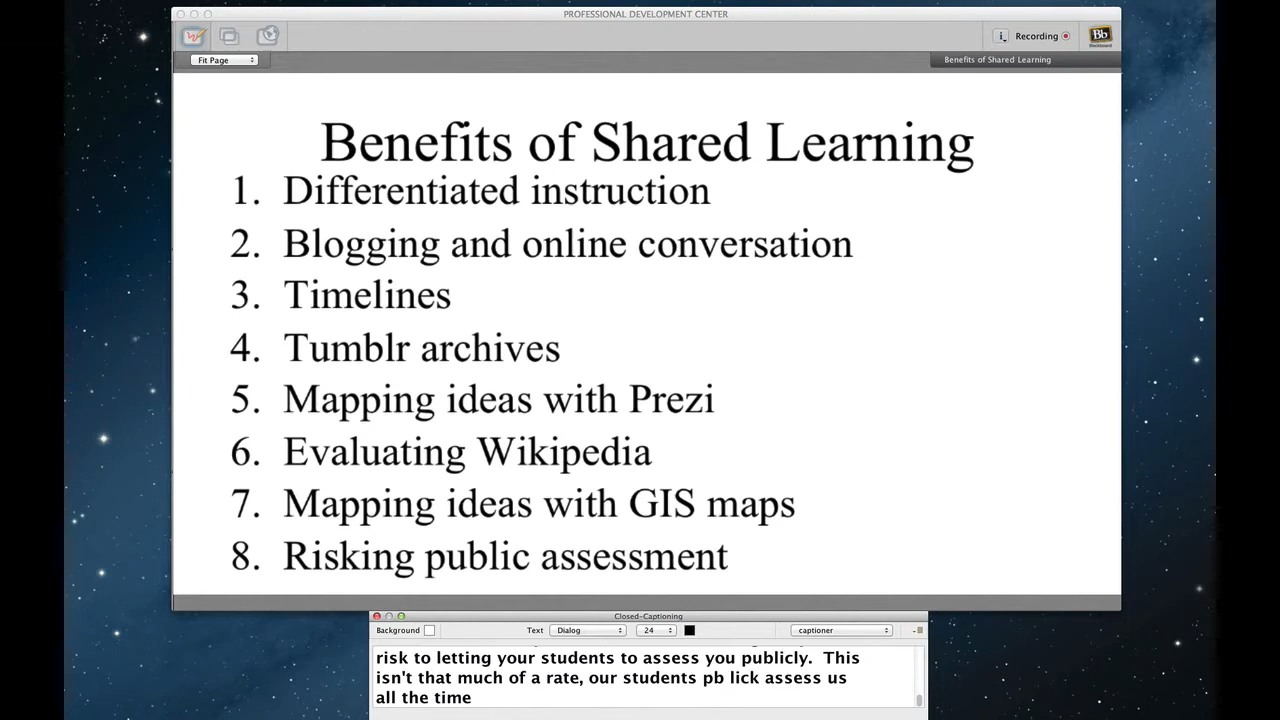 PROFESSIONAL DEVELOPMENT CENTER
Recording
Bb
Blackboard
Fit Page
Benefits of Shared Learning
Benefits of Shared Learning
1. Differentiated instruction
2. Blogging and online conversation
3. Timelines
4. Tumblr archives
5. Mapping ideas with Prezi
6. Evaluating Wikipedia
7. Mapping ideas with GIS maps
8. Risking public assessment
Closed-Captioning
Background Text Dialog 24 captioner
risk to letting your students to assess you publicly. This
isn't that much of a rate, our students pb lick assess us
all the time